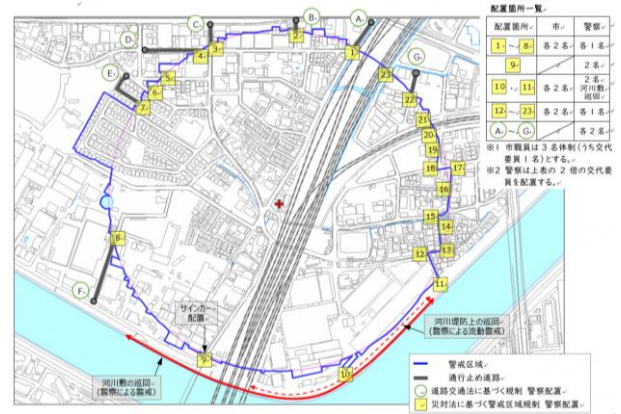 配置箇所一覧
配置箇所 市 警察
1 ～ 8 各2名 各1名
9 2名
10 ・ 11 各2名 2名
河川敷
巡回
12 ～ 23 各2名 各1名
A ～ G 各2名
※1 市職員は3名体制(うち交代
委員1名)とする。
※2 警察は上表の2倍の交代要
員を配置する。
C
B
A
D
E
G
F
1
2
3
4
5
6
7
8
9
10
11
12
13
14
15
16
17
18
19
20
21
22
23
サインカー
配置
河川堤防上の巡回
(警察による流動警戒)
河川敷の巡回
(警察による警戒)
警戒区域
通行止め道路
道路交通法に基づく規制 警察配置
災対法に基づく警戒区域規制 警察配置